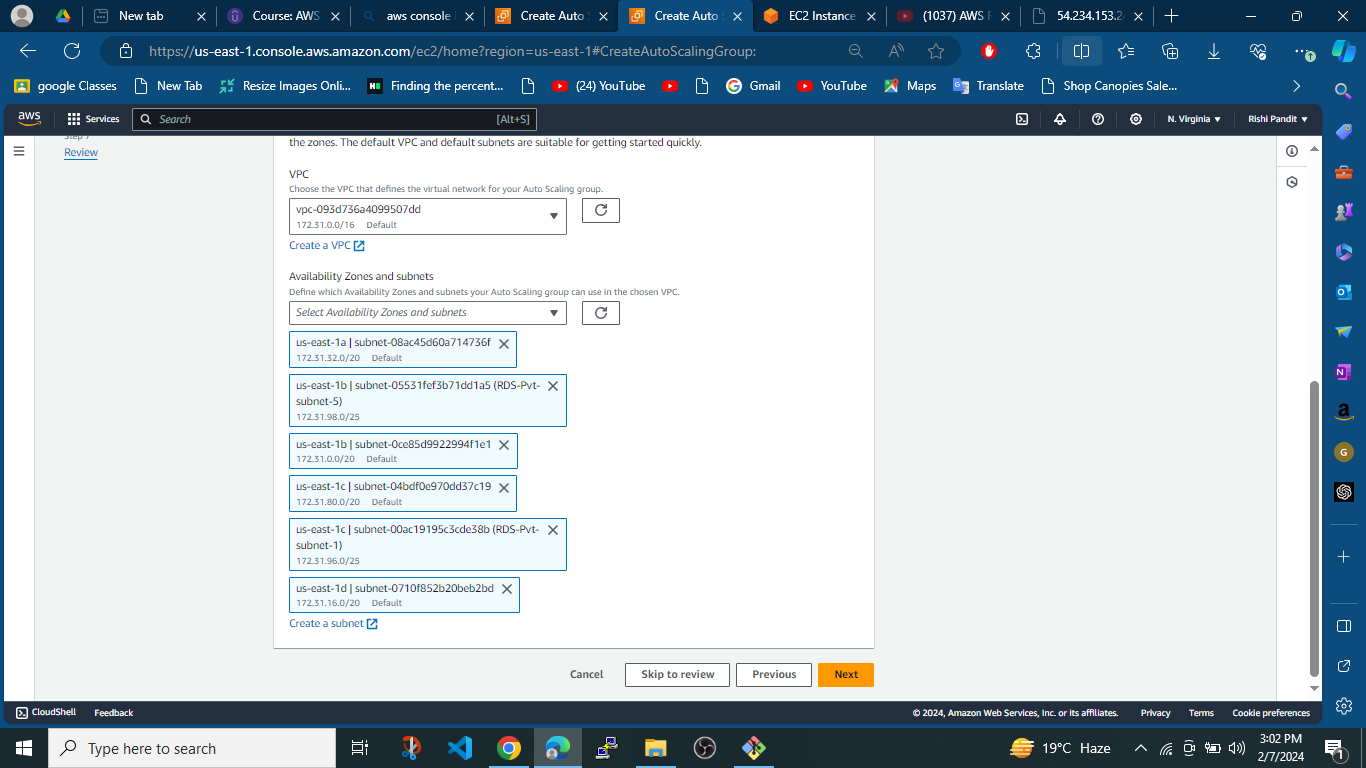 New tab
Course: AWS
aws console
Create Auto S
Create Auto S
EC2 Instance
(1037) AWS R
54.234.153.2
https://us-east-1.console.aws.amazon.com/ec2/home?region=us-east-1#CreateAutoScalingGroup:
google Classes
New Tab
Resize Images Onli...
Finding the percent...
(24) YouTube
Gmail
YouTube
Maps
Translate
Shop Canopies Sale...
aws
Services
Search
[Alt+S]
N. Virginia
Rishi Pandit
Step 7
Review
the zones. The default VPC and default subnets are suitable for getting started quickly.
VPC
Choose the VPC that defines the virtual network for your Auto Scaling group.
vpc-093d736a4099507dd
172.31.0.0/16 Default
Create a VPC
Availability Zones and subnets
Define which Availability Zones and subnets your Auto Scaling group can use in the chosen VPC.
Select Availability Zones and subnets
us-east-1a | subnet-08ac45d60a714736f
172.31.32.0/20 Default
us-east-1b | subnet-05531fef3b71dd1a5 (RDS-Pvt-
subnet-5)
172.31.98.0/25
us-east-1b | subnet-0ce85d9922994f1e1
172.31.0.0/20 Default
us-east-1c | subnet-04bdf0e970dd37c19
172.31.80.0/20 Default
us-east-1c | subnet-00ac19195c3cde38b (RDS-Pvt-
subnet-1)
172.31.96.0/25
us-east-1d | subnet-0710f852b20beb2bd
172.31.16.0/20 Default
Create a subnet
Cancel
Skip to review
Previous
Next
CloudShell
Feedback
© 2024, Amazon Web Services, Inc. or its affiliates.
Privacy
Terms
Cookie preferences
Type here to search
19°C Haze
3:02 PM
2/7/2024
1